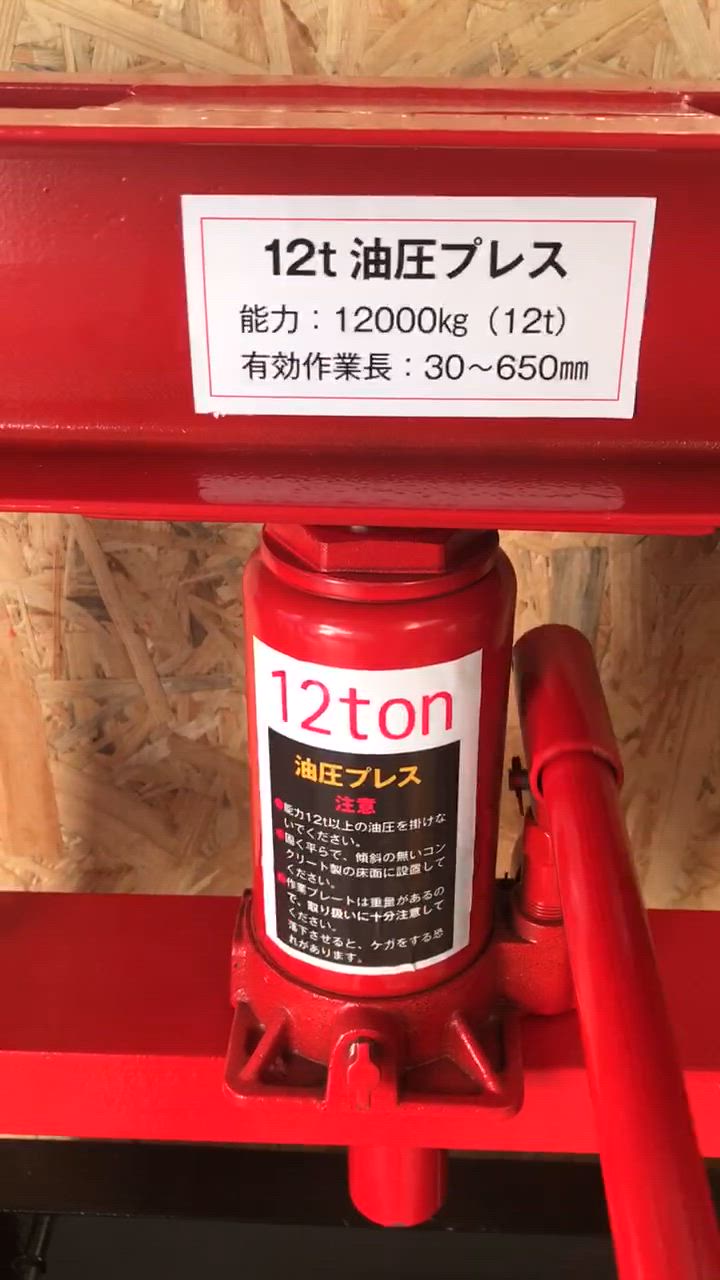 12t 油圧プレス
能力：12000kg（12t）
有効作業長：30～650㎜
12ton
油圧プレス
注意
●能力12t以上の油圧を掛けな
いでください。
●固く平らで、傾斜の無いコン
クリート製の床面に設置して
ください。
●作業プレートは重量があるの
で、取り扱いに十分注意して
ください。
落下させると、ケガをする恐
れがあります。